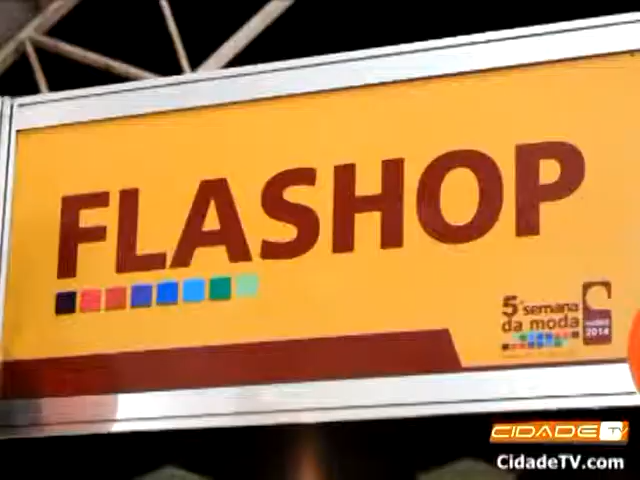 FLASHOP
5ª semana
da moda
2014
CIDADE TV
CidadeTV.com